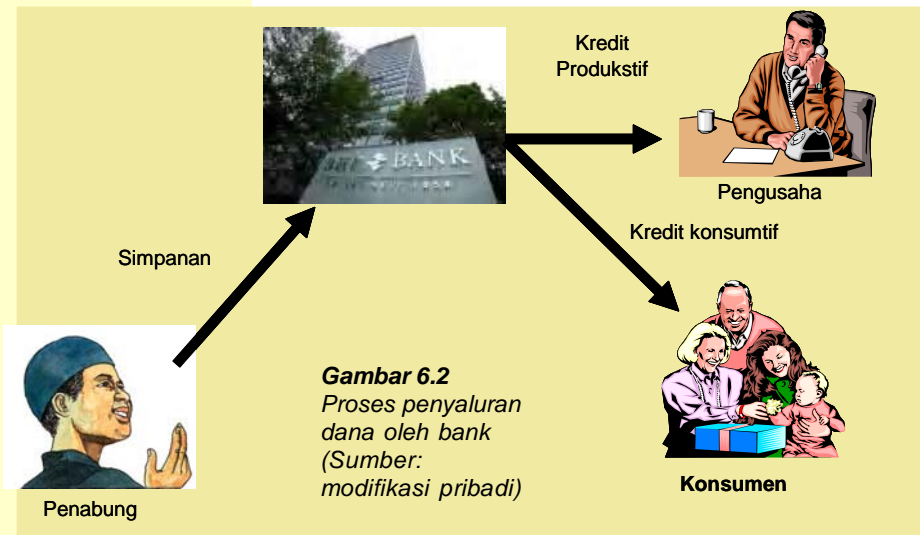 Kredit
Produkstif
BANK
Pengusaha
Kredit konsumtif
Simpanan
Gambar 6.2
Proses penyaluran
dana oleh bank
(Sumber:
modifikasi pribadi)
Konsumen
Penabung